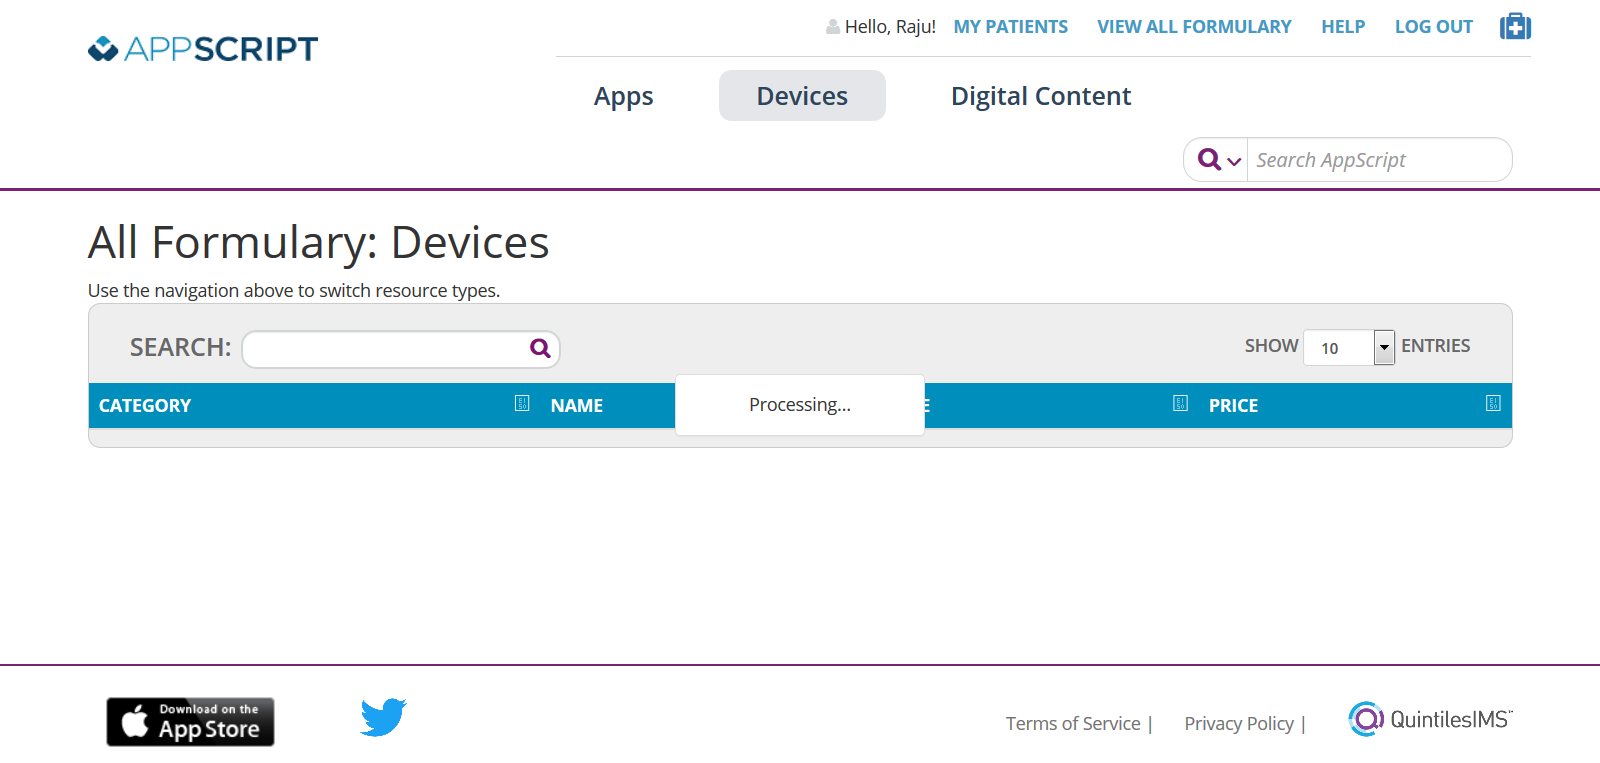 Hello, Raju! MY PATIENTS VIEW ALL FORMULARY HELP LOG OUT
APPSCRIPT
Apps Devices Digital Content
Search AppScript
All Formulary: Devices
Use the navigation above to switch resource types.
SEARCH: SHOW 10 ENTRIES
CATEGORY NAME Processing... E PRICE
Download on the
App Store
Terms of Service | Privacy Policy | QuintilesIMS™